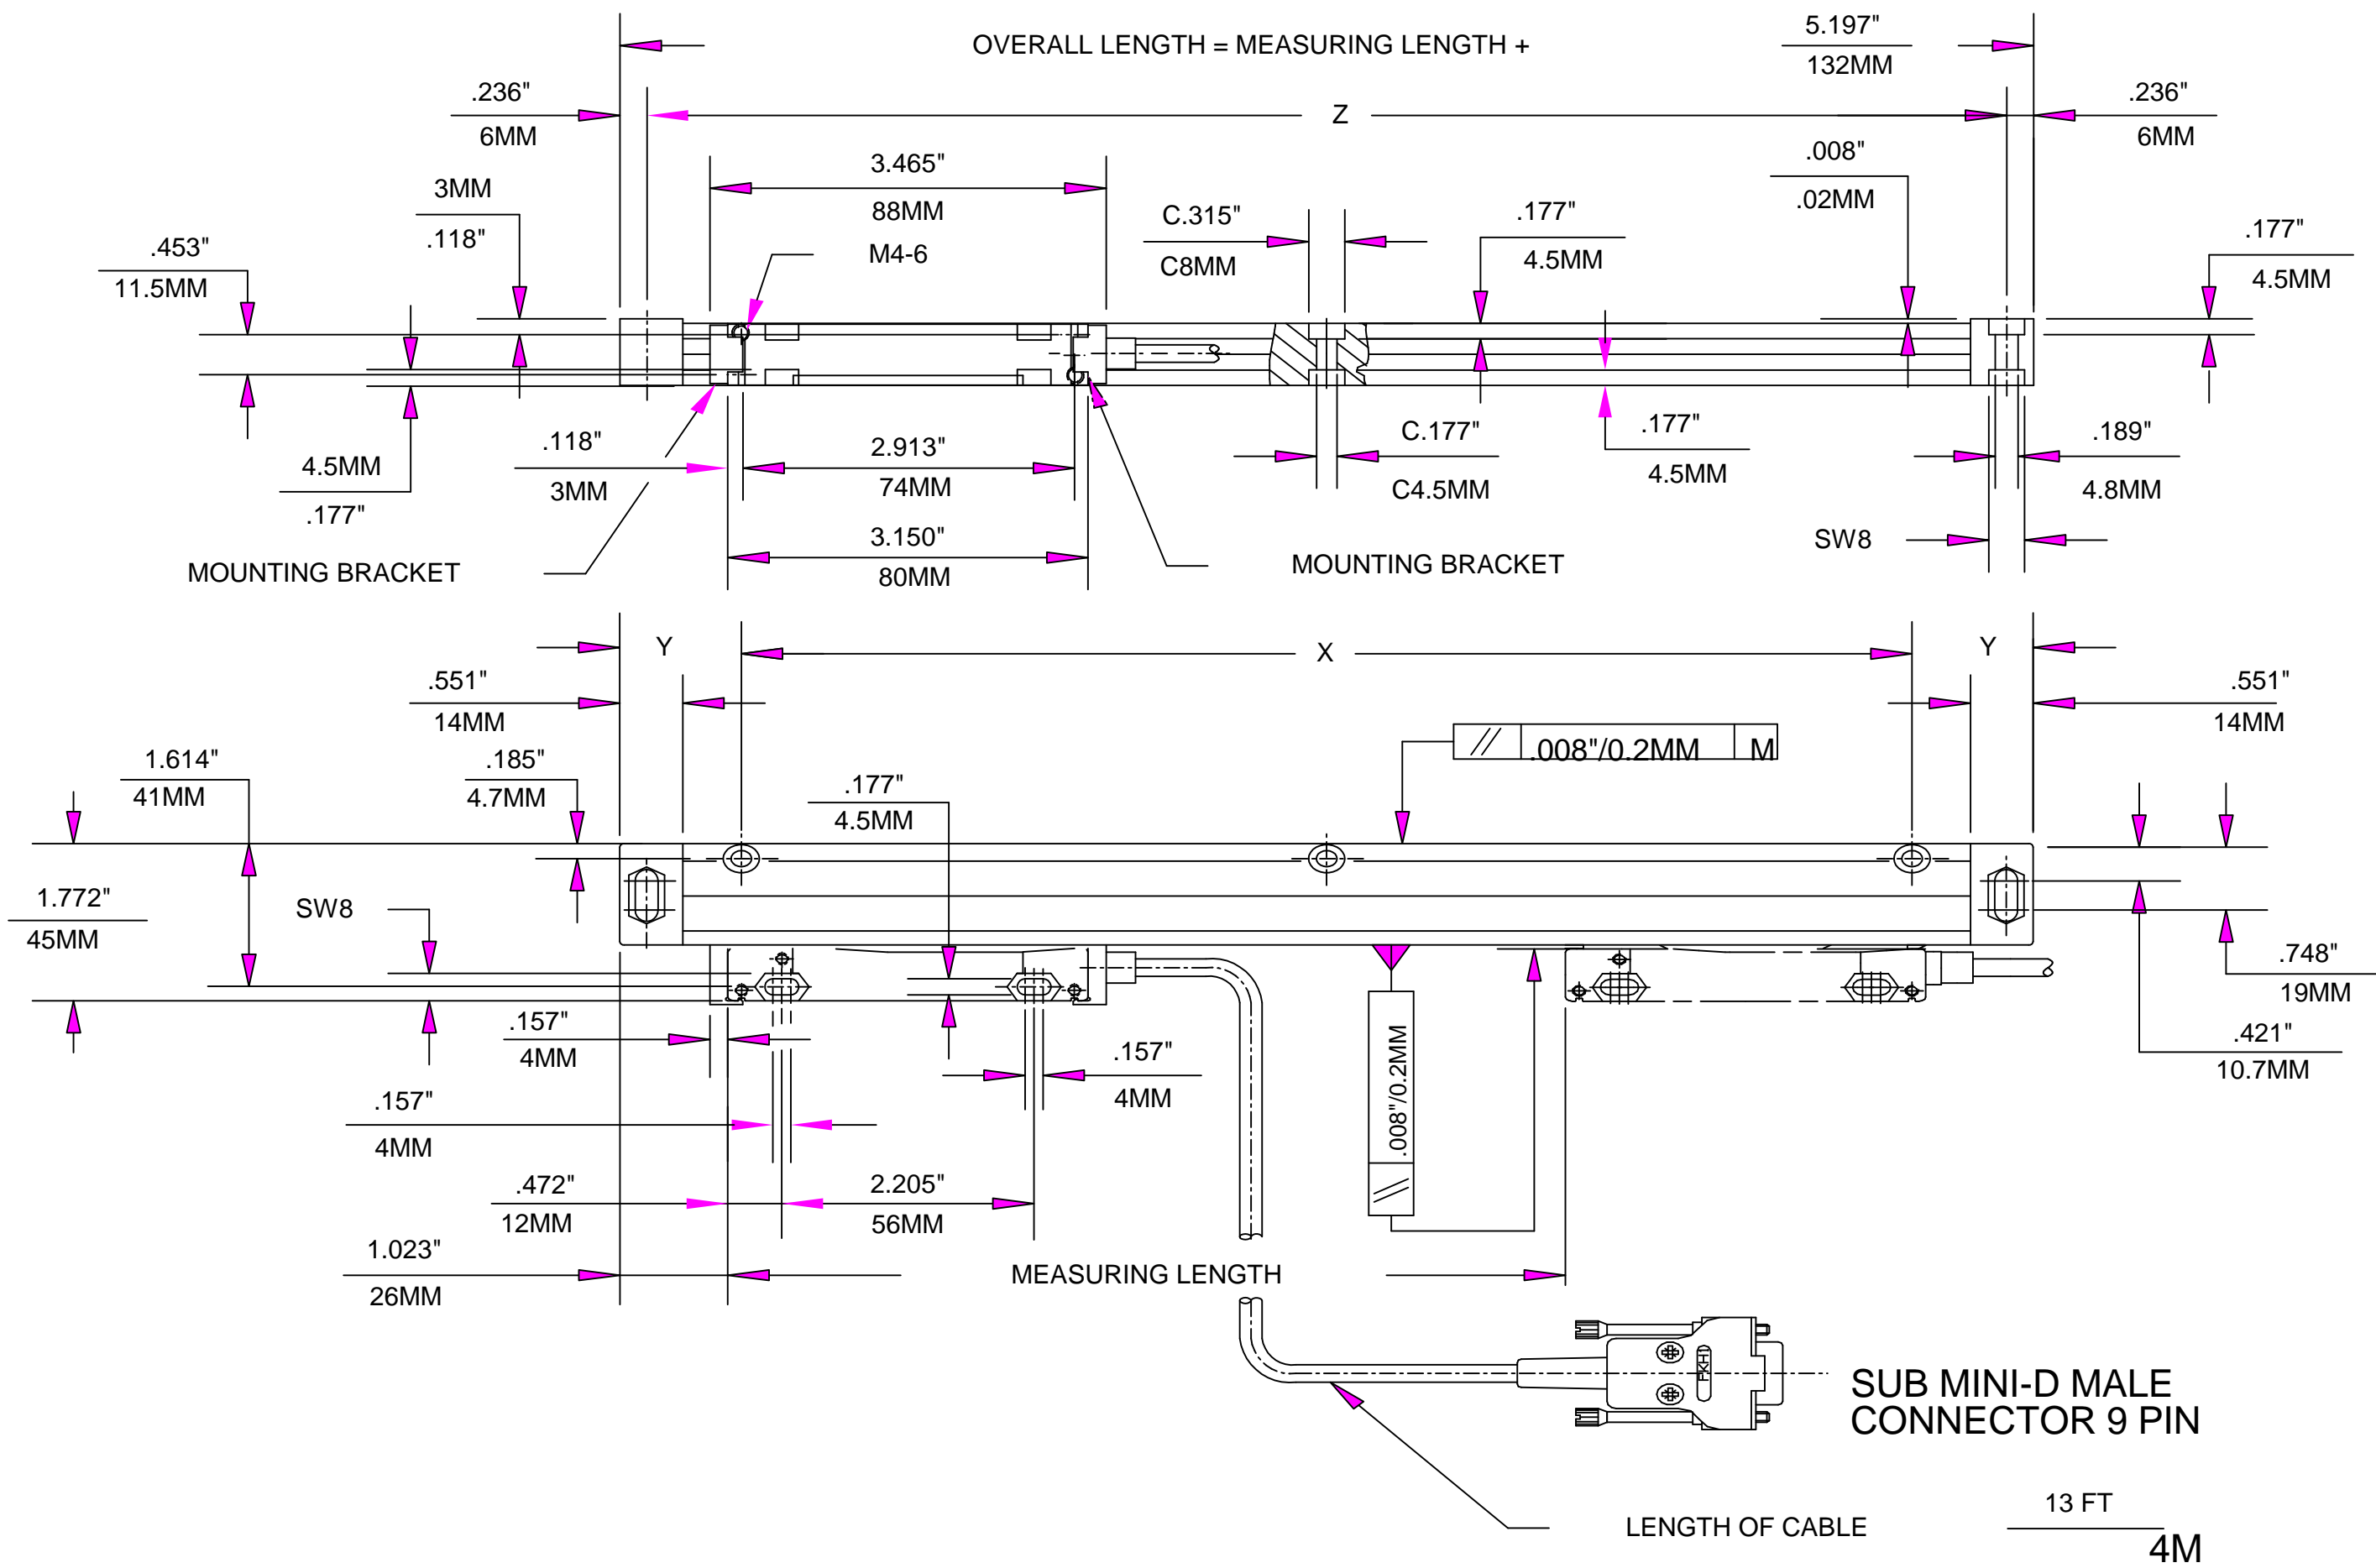 OVERALL LENGTH = MEASURING LENGTH +
5.197"
132MM
.236"
6MM
Z
.236"
6MM
3.465"
88MM
.008"
.02MM
3MM
.118"
C.315"
C8MM
.177"
4.5MM
.177"
4.5MM
.453"
11.5MM
M4-6
.118"
3MM
2.913"
74MM
C.177"
C4.5MM
.177"
4.5MM
.189"
4.8MM
4.5MM
.177"
3.150"
80MM
SW8
MOUNTING BRACKET
MOUNTING BRACKET
Y
X
Y
.551"
14MM
.551"
14MM
.008"/0.2MM M
1.614"
41MM
.185"
4.7MM
.177"
4.5MM
1.772"
45MM
SW8
.748"
19MM
.157"
4MM
.157"
4MM
.008"/0.2MM
.421"
10.7MM
.157"
4MM
.472"
12MM
2.205"
56MM
1.023"
26MM
MEASURING LENGTH
SUB MINI-D MALE
CONNECTOR 9 PIN
LENGTH OF CABLE
13 FT
4M